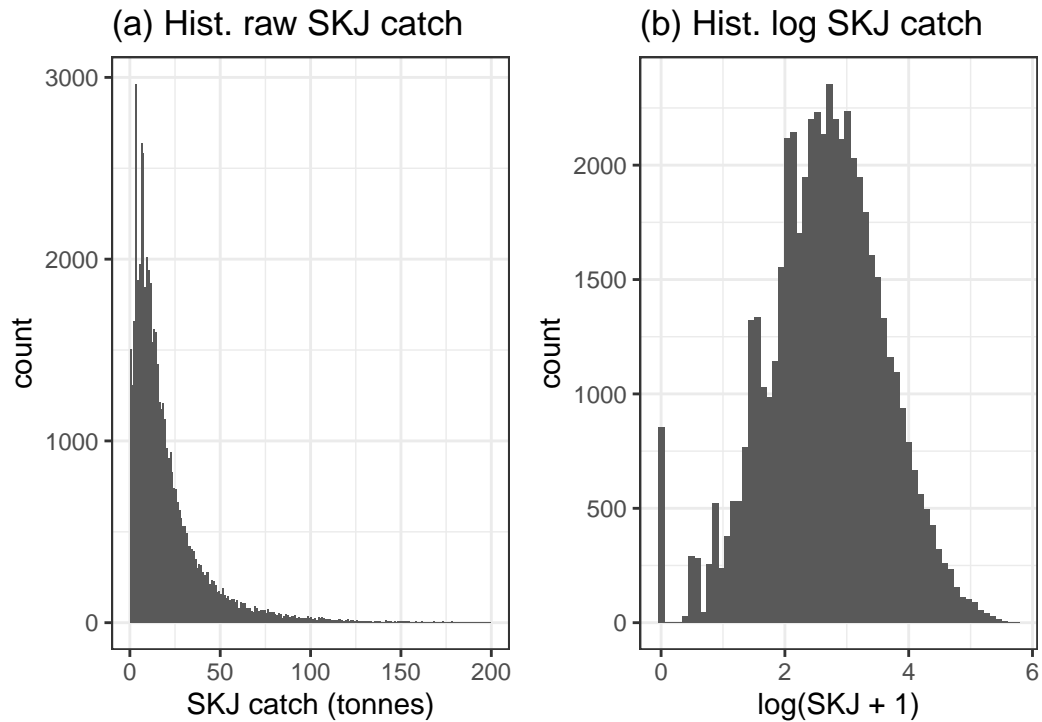 (a) Hist. raw SKJ catch
3000
2000
1000
0
count
0 50 100 150 200
SKJ catch (tonnes)
(b) Hist. log SKJ catch
2000
1500
1000
500
0
count
0 2 4 6
log(SKJ + 1)